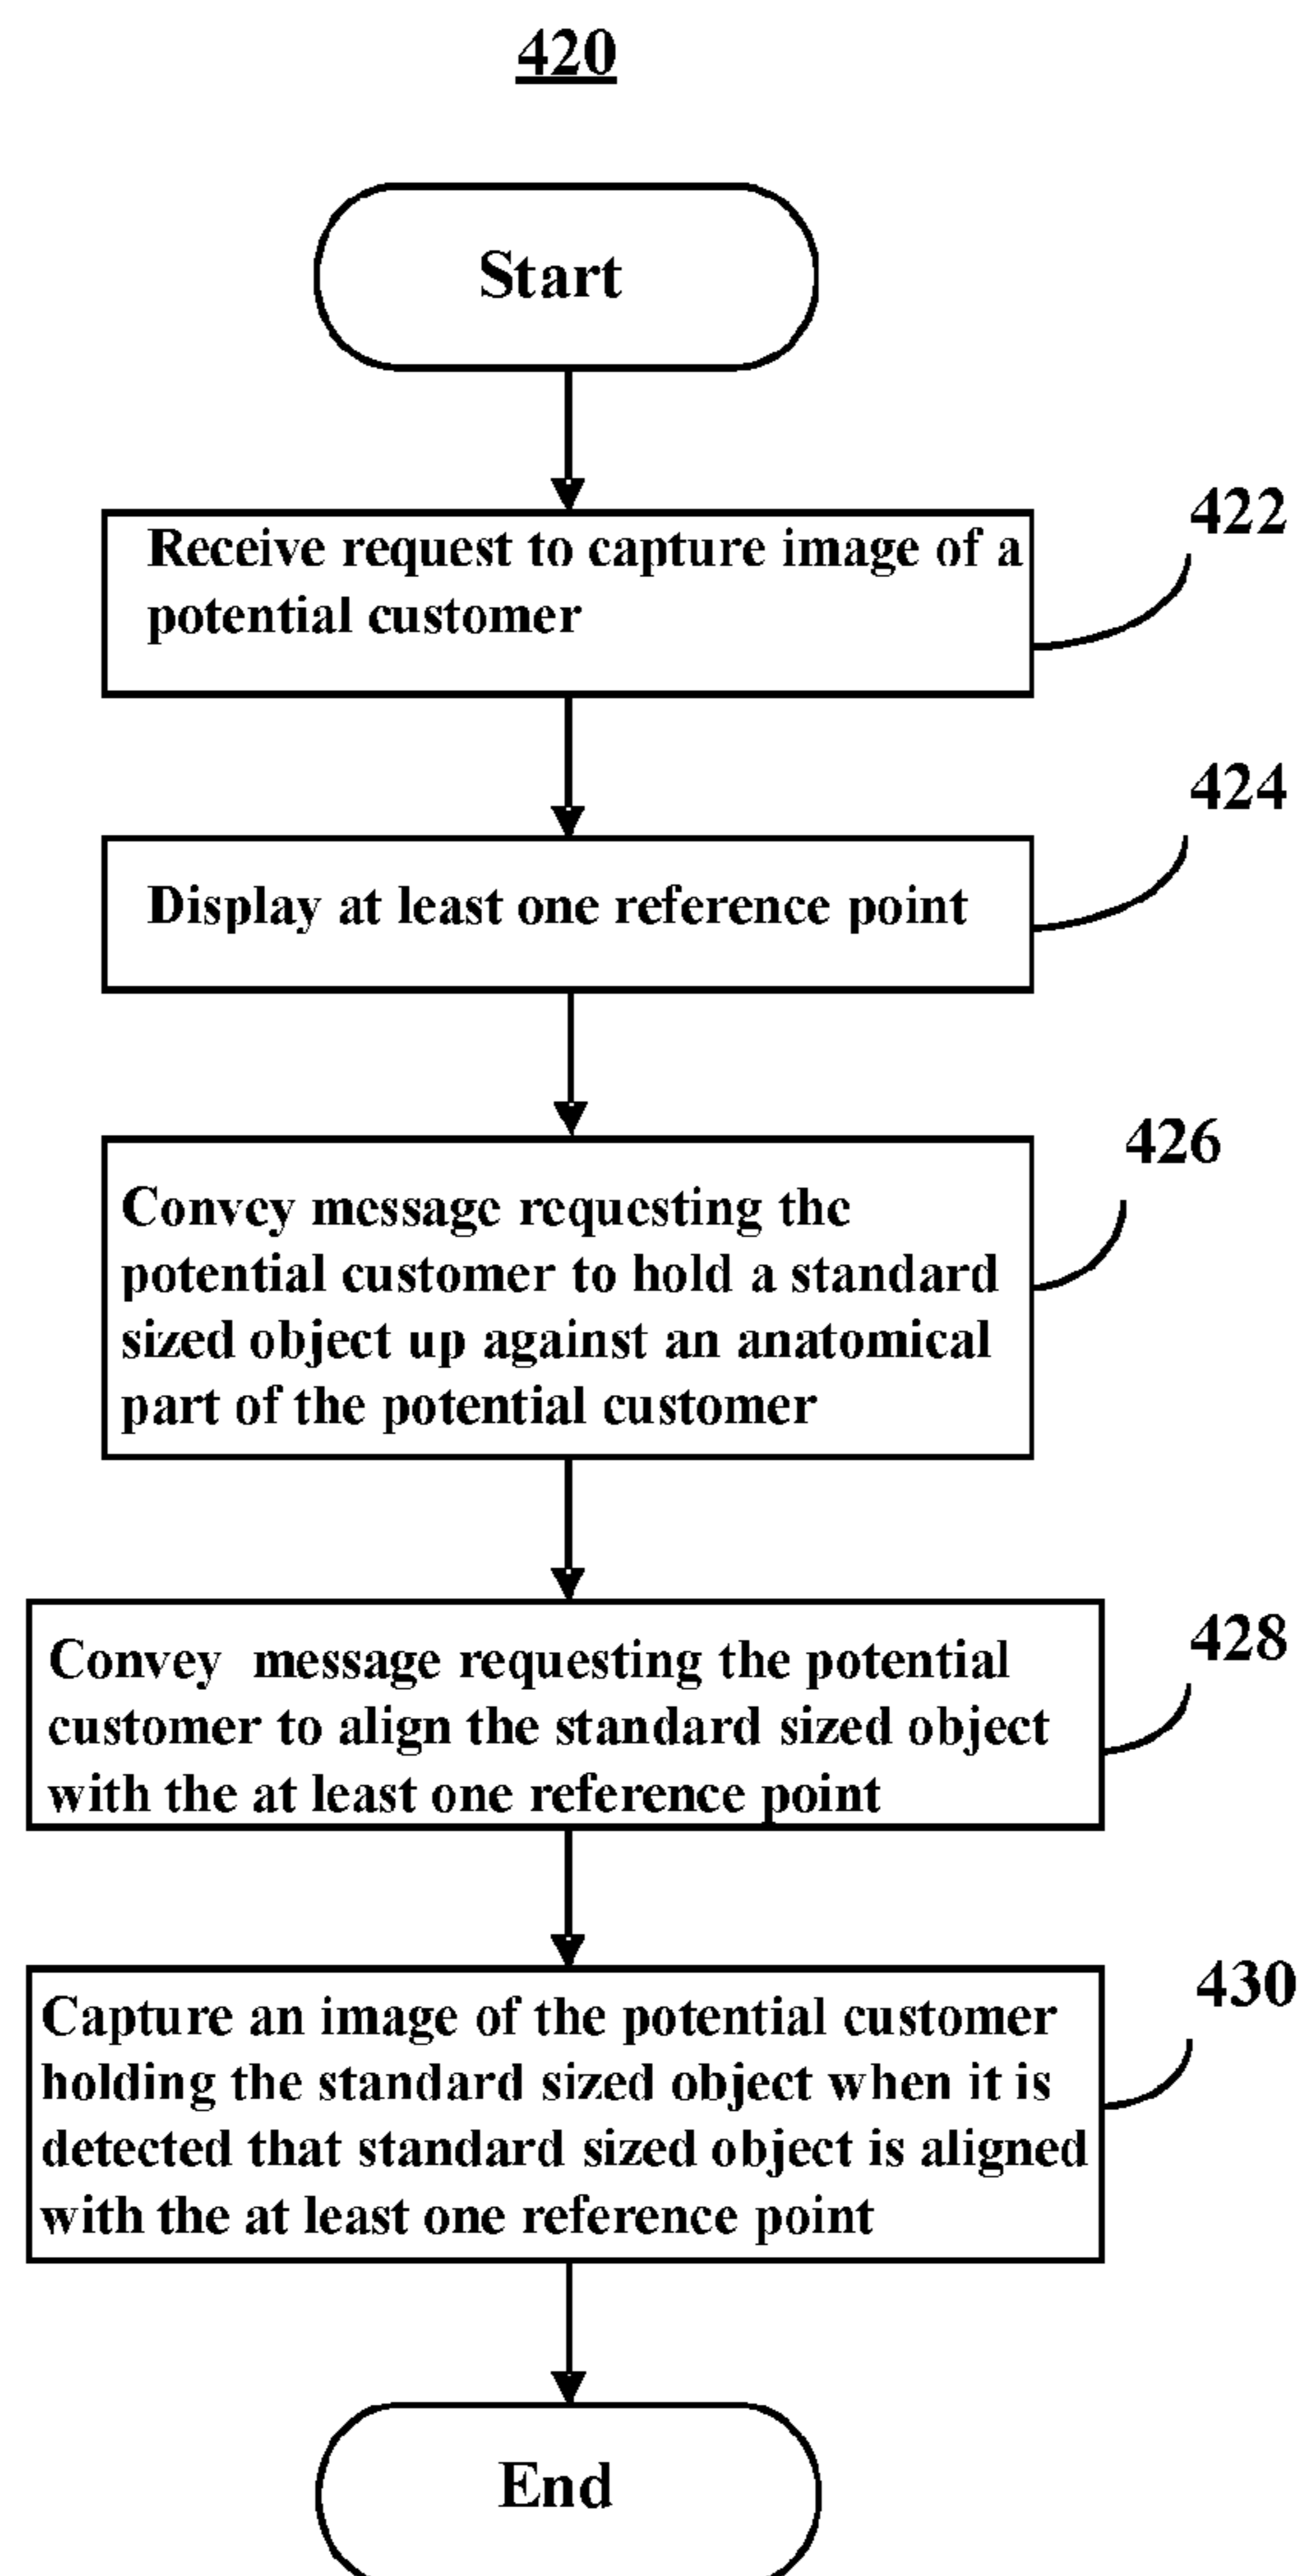 420
Start
422
Receive request to capture image of a
potential customer
424
Display at least one reference point
426
Convey message requesting the
potential customer to hold a standard
sized object up against an anatomical
part of the potential customer
428
Convey message requesting the potential
customer to align the standard sized object
with the at least one reference point
430
Capture an image of the potential customer
holding the standard sized object when it is
detected that standard sized object is aligned
with the at least one reference point
End